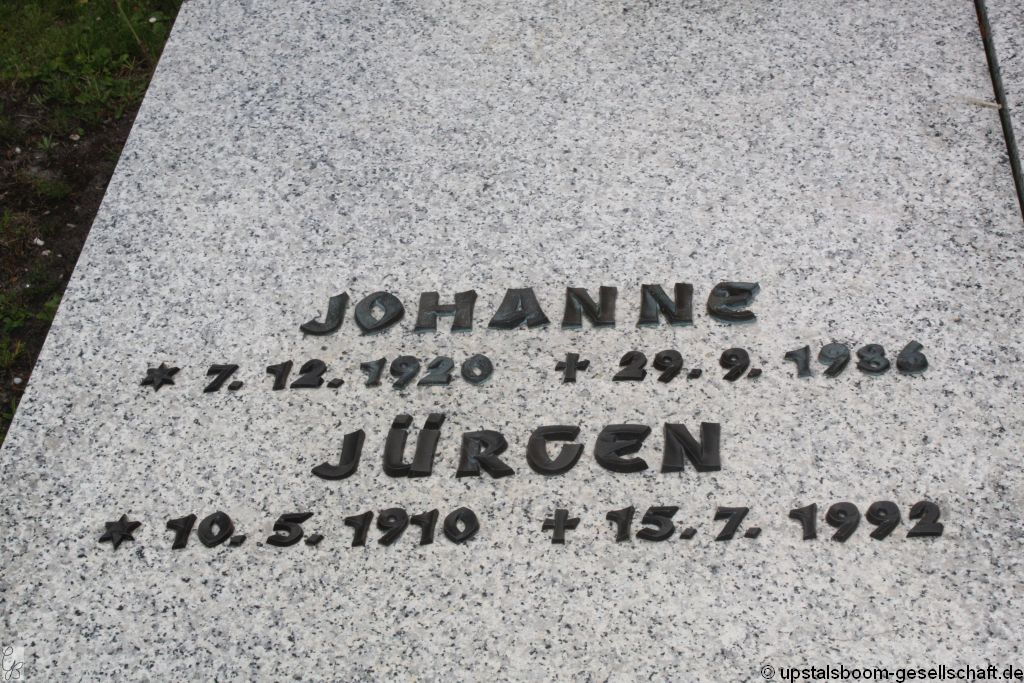 JOHANNE
* 7. 12. 1920 † 29. 9. 1986
JÜRGEN
* 10. 5. 1910 † 15. 7. 1992
© upstalsboom-gesellschaft.de